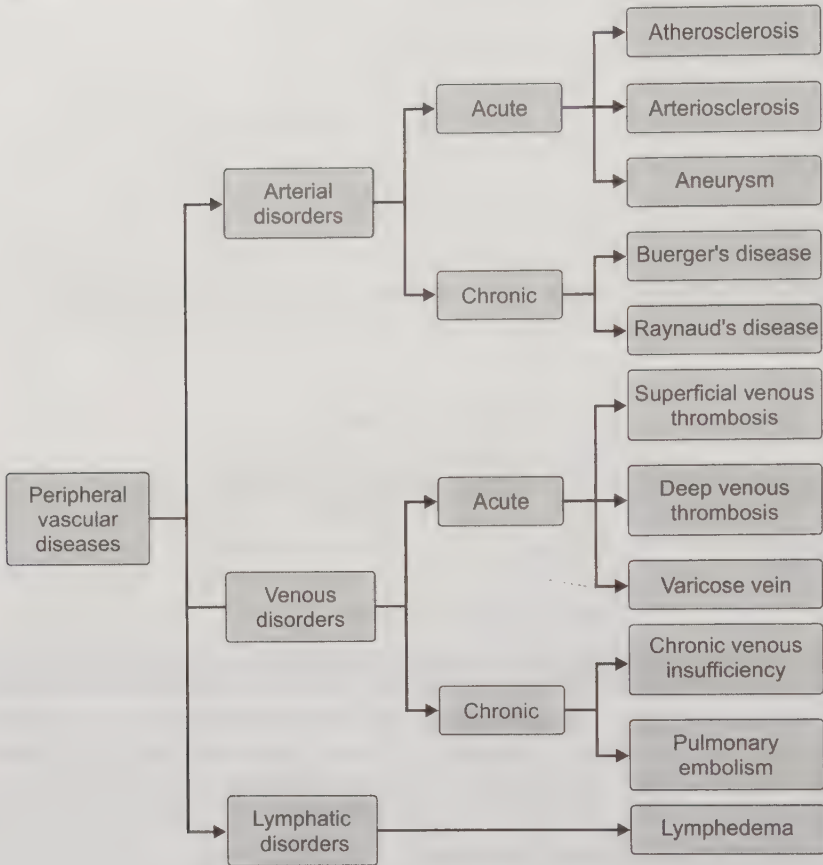 Peripheral
vascular
diseases
Arterial
disorders
Acute
Atherosclerosis
Arteriosclerosis
Aneurysm
Chronic
Buerger's disease
Raynaud's disease
Venous
disorders
Acute
Superficial venous
thrombosis
Deep venous
thrombosis
Varicose vein
Chronic
Chronic venous
insufficiency
Pulmonary
embolism
Lymphatic
disorders
Lymphedema